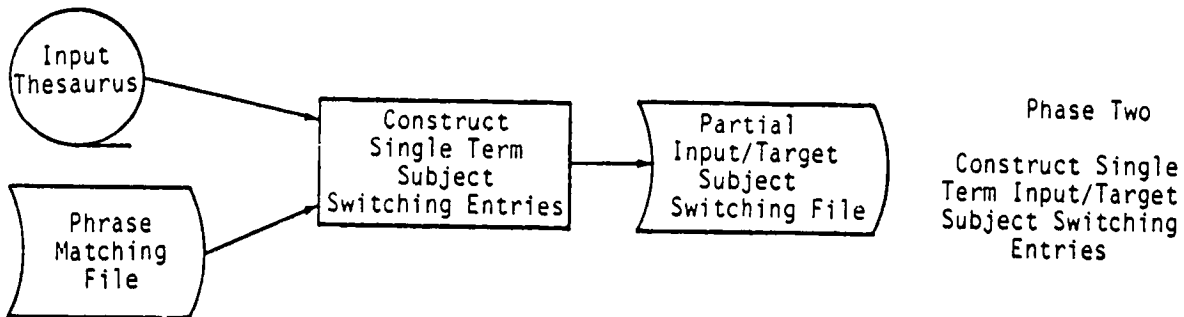 Input
Thesaurus
Phrase
Matching
File
Construct
Single Term
Subject
Switching Entries
Partial
Input/Target
Subject
Switching File
Phase Two
Construct Single
Term Input/Target
Subject Switching
Entries